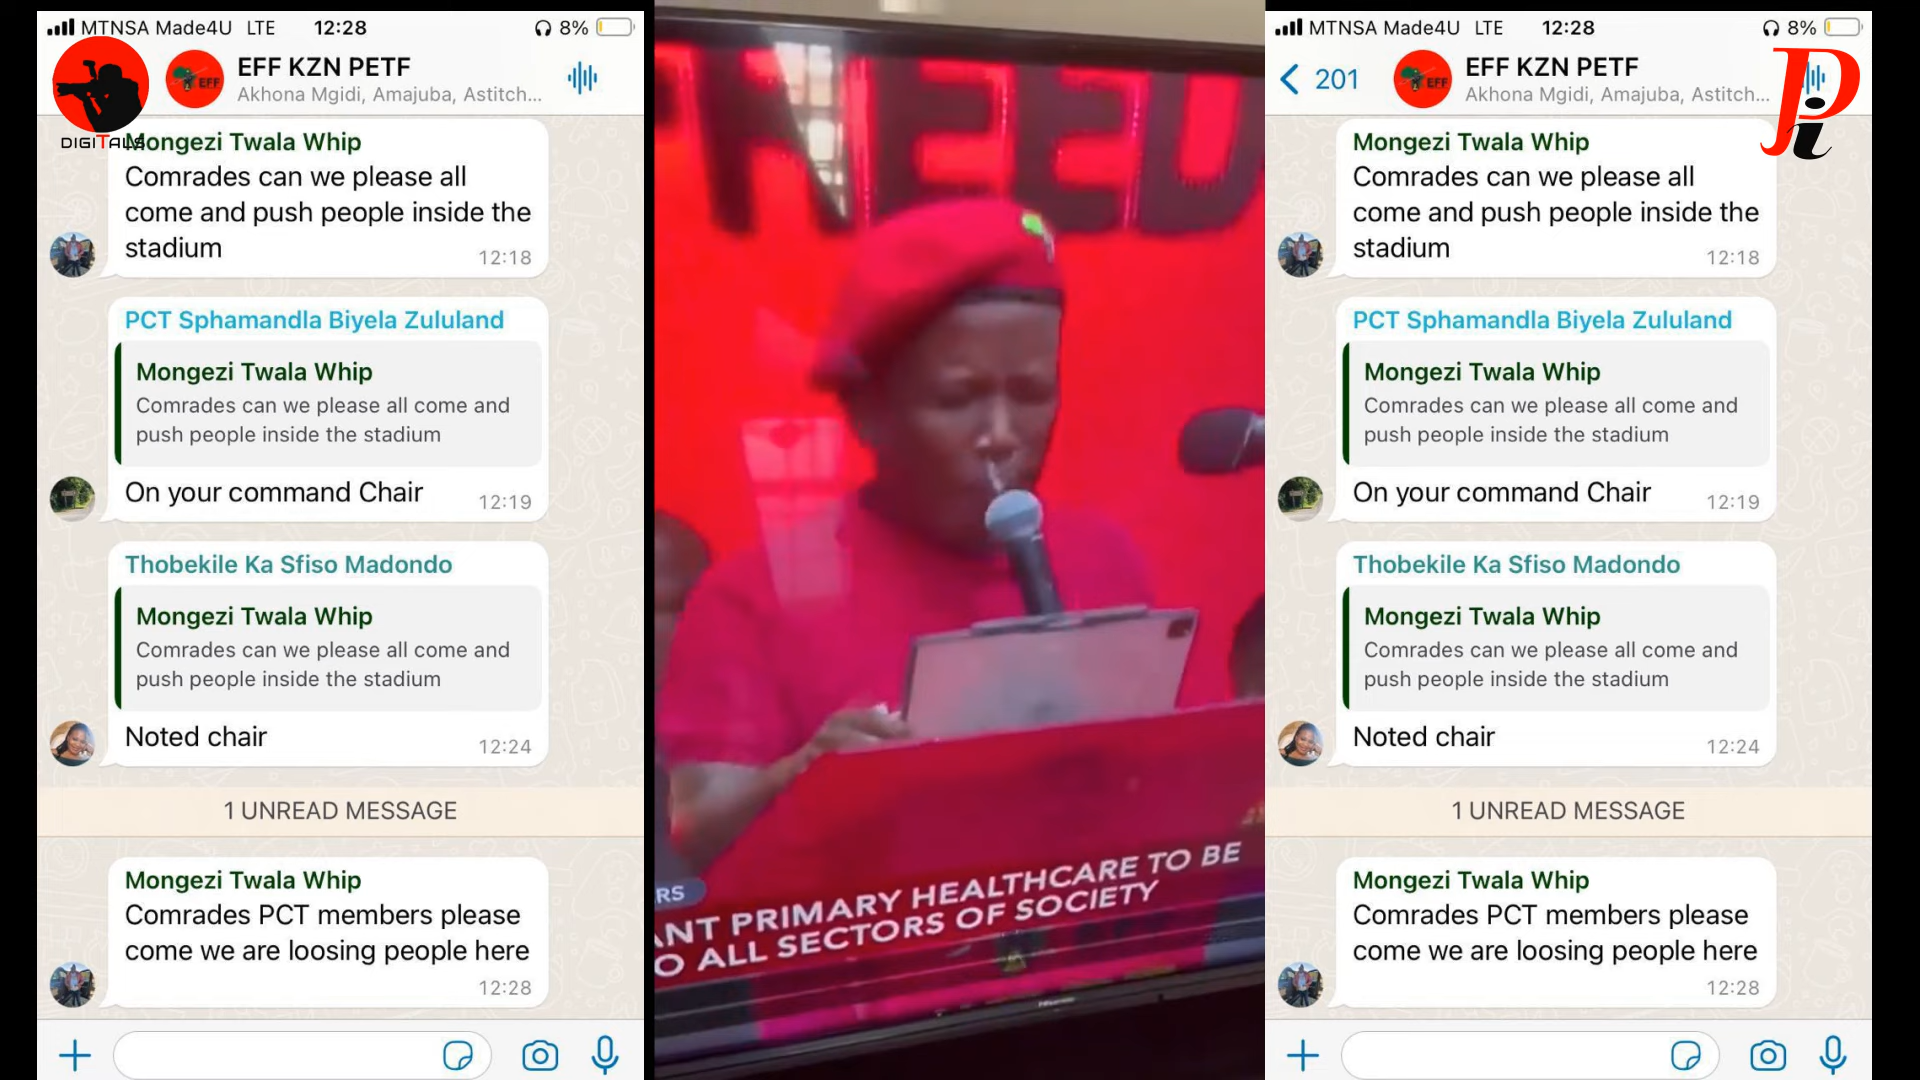 MTNSA Made4U LTE 12:28 8%
EFF KZN PETF
EFF
Akhona Mgidi, Amajuba, Astitch...
DIGITALS
Mongezi Twala Whip
Comrades can we please all
come and push people inside the
stadium
12:18
PCT Sphamandla Biyela Zululand
Mongezi Twala Whip
Comrades can we please all come and
push people inside the stadium
On your command Chair
12:19
Thobekile Ka Sfiso Madondo
Mongezi Twala Whip
Comrades can we please all come and
push people inside the stadium
Noted chair
12:24
1 UNREAD MESSAGE
Mongezi Twala Whip
Comrades PCT members please
come we are loosing people here
12:28
REED
RS
ANT PRIMARY HEALTHCARE TO BE
O ALL SECTORS OF SOCIETY
MTNSA Made4U LTE 12:28 8%
201
EFF KZN PETF
EFF
Akhona Mgidi, Amajuba, Astitch...
Pi
Mongezi Twala Whip
Comrades can we please all
come and push people inside the
stadium
12:18
PCT Sphamandla Biyela Zululand
Mongezi Twala Whip
Comrades can we please all come and
push people inside the stadium
On your command Chair
12:19
Thobekile Ka Sfiso Madondo
Mongezi Twala Whip
Comrades can we please all come and
push people inside the stadium
Noted chair
12:24
1 UNREAD MESSAGE
Mongezi Twala Whip
Comrades PCT members please
come we are loosing people here
12:28